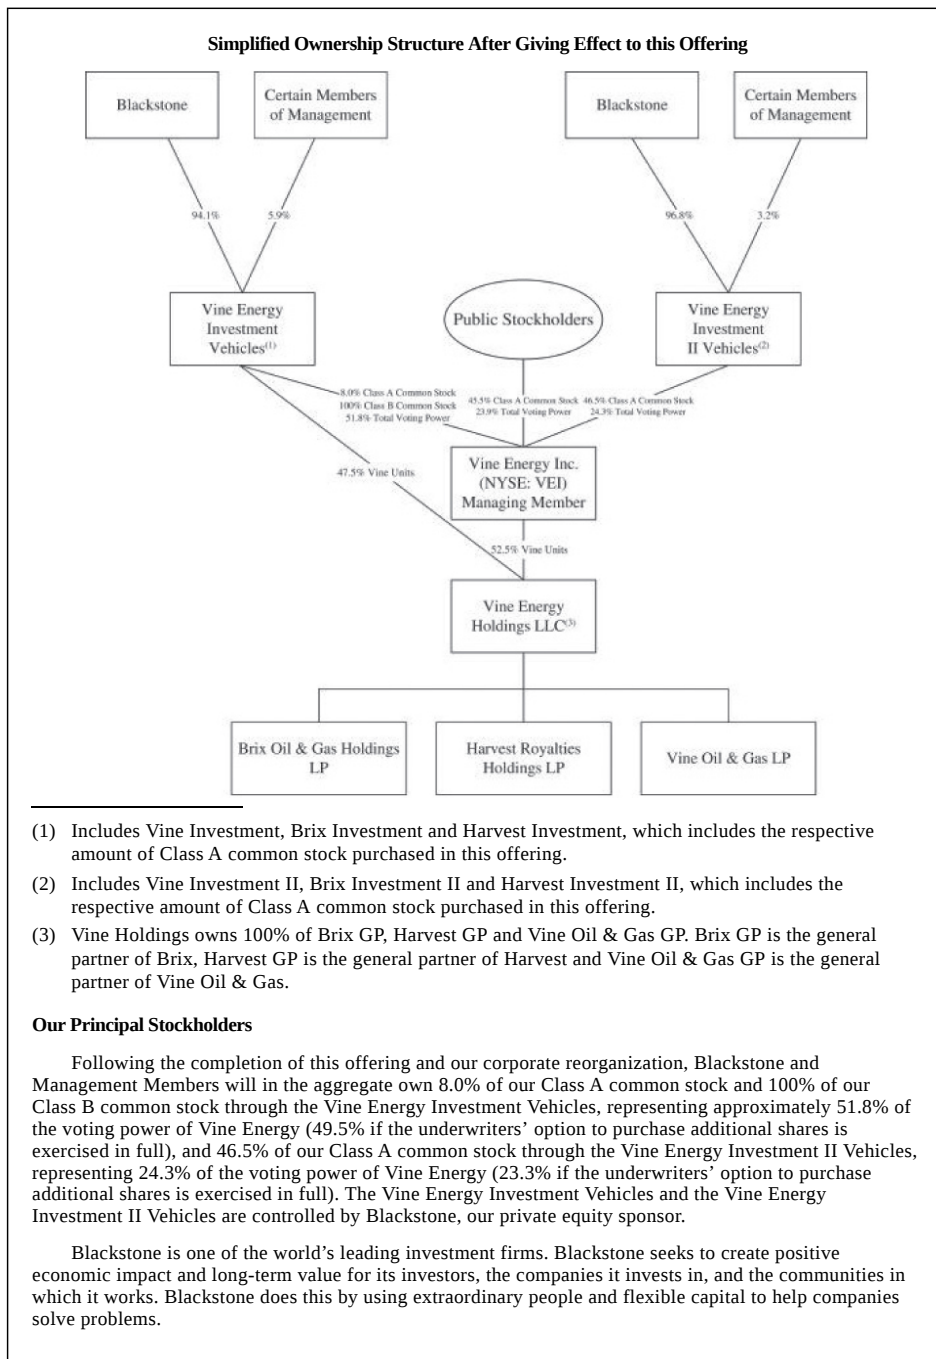 Simplified Ownership Structure After Giving Effect to this Offering
Blackstone
Certain Members
of Management
Blackstone
Certain Members
of Management
94.1%
5.9%
96.8%
3.2%
Vine Energy
Investment
Vehicles(1)
Public Stockholders
Vine Energy
Investment
II Vehicles(2)
8.0% Class A Common Stock
100% Class B Common Stock
51.8% Total Voting Power
45.5% Class A Common Stock
23.9% Total Voting Power
46.5% Class A Common Stock
24.3% Total Voting Power
Vine Energy Inc.
(NYSE: VEI)
Managing Member
47.5% Vine Units
52.5% Vine Units
Vine Energy
Holdings LLC(3)
Brix Oil & Gas Holdings
LP
Harvest Royalties
Holdings LP
Vine Oil & Gas LP
(1) Includes Vine Investment, Brix Investment and Harvest Investment, which includes the respective
amount of Class A common stock purchased in this offering.
(2) Includes Vine Investment II, Brix Investment II and Harvest Investment II, which includes the
respective amount of Class A common stock purchased in this offering.
(3) Vine Holdings owns 100% of Brix GP, Harvest GP and Vine Oil & Gas GP. Brix GP is the general
partner of Brix, Harvest GP is the general partner of Harvest and Vine Oil & Gas GP is the general
partner of Vine Oil & Gas.
Our Principal Stockholders
Following the completion of this offering and our corporate reorganization, Blackstone and
Management Members will in the aggregate own 8.0% of our Class A common stock and 100% of our
Class B common stock through the Vine Energy Investment Vehicles, representing approximately 51.8% of
the voting power of Vine Energy (49.5% if the underwriters’ option to purchase additional shares is
exercised in full), and 46.5% of our Class A common stock through the Vine Energy Investment II Vehicles,
representing 24.3% of the voting power of Vine Energy (23.3% if the underwriters’ option to purchase
additional shares is exercised in full). The Vine Energy Investment Vehicles and the Vine Energy
Investment II Vehicles are controlled by Blackstone, our private equity sponsor.
Blackstone is one of the world’s leading investment firms. Blackstone seeks to create positive
economic impact and long-term value for its investors, the companies it invests in, and the communities in
which it works. Blackstone does this by using extraordinary people and flexible capital to help companies
solve problems.